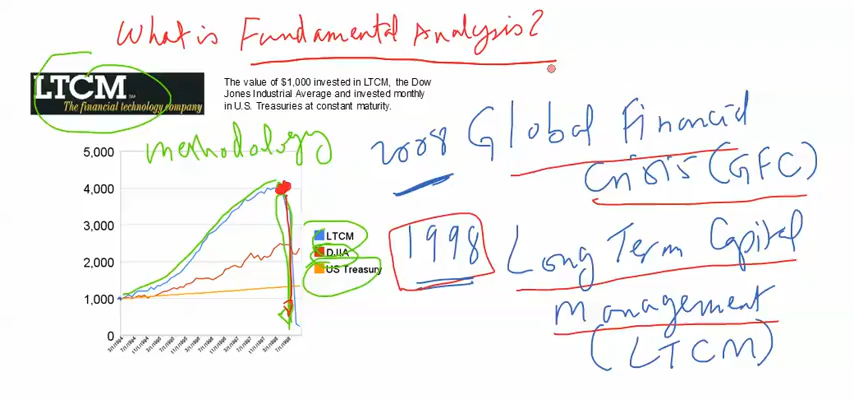 What is Fundamental Analysis?
LTCM
The financial technology company
The value of $1,000 invested in LTCM, the Dow
Jones Industrial Average and invested monthly
in U.S. Treasuries at constant maturity.
methodology
2008 Global Financial
Crisis (GFC)
5,000
4,000
3,000
2,000
1,000
0
LTCM
DJIA
US Treasury
1998 Long Term Capital
Management
(LTCM)